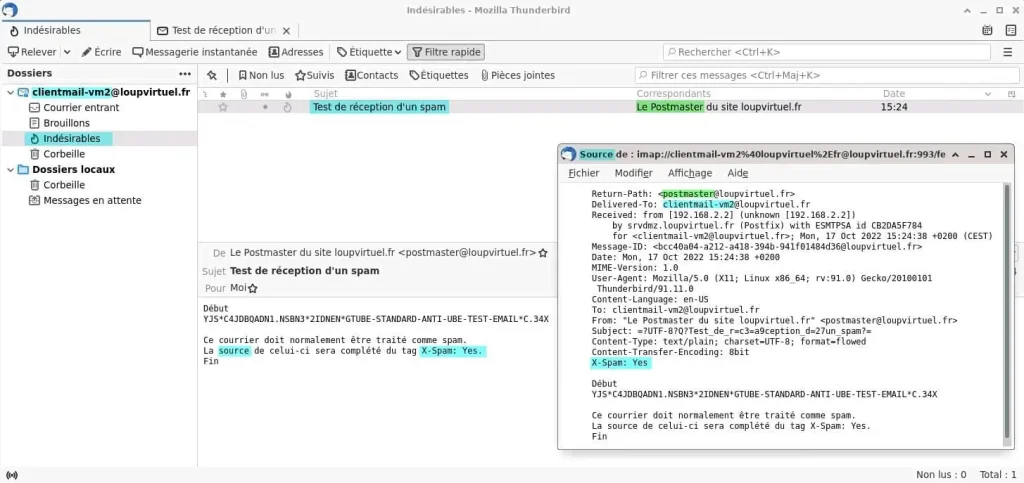 Indésirables - Mozilla Thunderbird
Indésirables
Test de réception d'un
Relever
Écrire
Messagerie instantanée
Adresses
Étiquette
Filtre rapide
Rechercher <Ctrl+K>
Dossiers
Non lus
Suivis
Contacts
Étiquettes
Pièces jointes
Filtrer ces messages <Ctrl+Maj+K>
clientmail-vm2@loupvirtuel.fr
Courrier entrant
Brouillons
Indésirables
Corbeille
Dossiers locaux
Corbeille
Messages en attente
Sujet Correspondants Date
Test de réception d'un spam Le Postmaster du site loupvirtuel.fr 15:24
De Le Postmaster du site loupvirtuel.fr <postmaster@loupvirtuel.fr>
Sujet Test de réception d'un spam
Pour Moi
Début
YJS*C4JDBQADN1.NSBN3*2IDNEN*GTUBE-STANDARD-ANTI-UBE-TEST-EMAIL*C.34X
Ce courrier doit normalement être traité comme spam.
La source de celui-ci sera complété du tag X-Spam: Yes.
Fin
Source de : imap://clientmail-vm2%40loupvirtuel%2Efr@loupvirtuel.fr:993/fe
Fichier Modifier Affichage Aide
Return-Path: <postmaster@loupvirtuel.fr>
Delivered-To: clientmail-vm2@loupvirtuel.fr
Received: from [192.168.2.2] (unknown [192.168.2.2])
by srvdmz.loupvirtuel.fr (Postfix) with ESMTPSA id CB2DA5F784
for <clientmail-vm2@loupvirtuel.fr>; Mon, 17 Oct 2022 15:24:38 +0200 (CEST)
Message-ID: <bcc40a04-a212-a418-394b-941f01484d36@loupvirtuel.fr>
Date: Mon, 17 Oct 2022 15:24:38 +0200
MIME-Version: 1.0
User-Agent: Mozilla/5.0 (X11; Linux x86_64; rv:91.0) Gecko/20100101
Thunderbird/91.11.0
Content-Language: en-US
To: clientmail-vm2@loupvirtuel.fr
From: "Le Postmaster du site loupvirtuel.fr" <postmaster@loupvirtuel.fr>
Subject: =?UTF-8?Q?Test_de_r=c3=a9ception_d=27un_spam?=
Content-Type: text/plain; charset=UTF-8; format=flowed
Content-Transfer-Encoding: 8bit
X-Spam: Yes
Début
YJS*C4JDBQADN1.NSBN3*2IDNEN*GTUBE-STANDARD-ANTI-UBE-TEST-EMAIL*C.34X
Ce courrier doit normalement être traité comme spam.
La source de celui-ci sera complété du tag X-Spam: Yes.
Fin
Non lus : 0 Total : 1